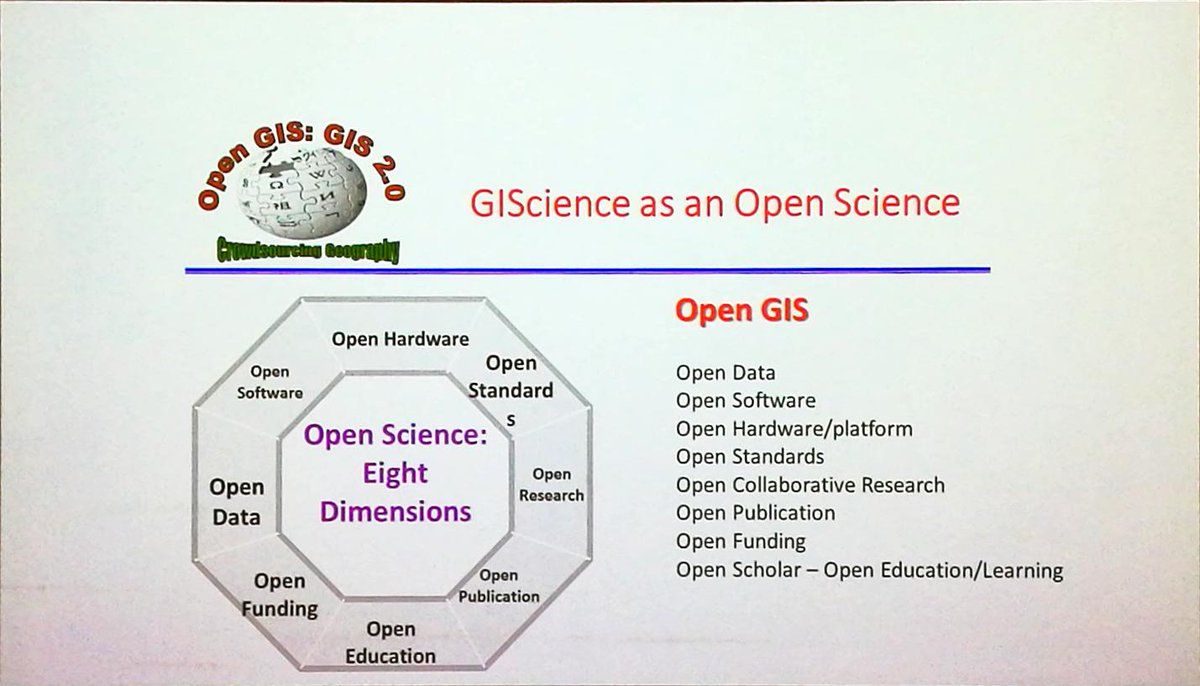 Open GIS: GIS 2.0
Crowdsourcing Geography
GIScience as an Open Science
Open Hardware
Open
Standard
s
Open
Software
Open Science:
Eight
Dimensions
Open
Research
Open
Data
Open
Publication
Open
Funding
Open
Education
Open GIS
Open Data
Open Software
Open Hardware/platform
Open Standards
Open Collaborative Research
Open Publication
Open Funding
Open Scholar – Open Education/Learning